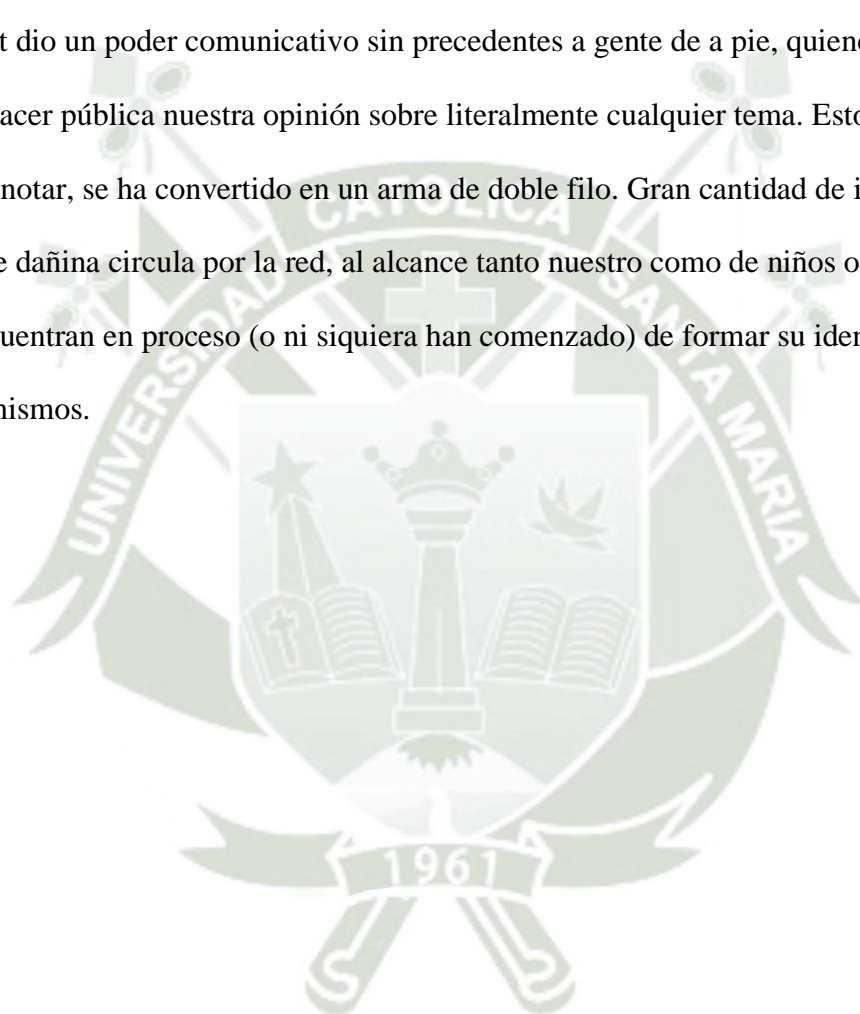 t dio un poder comunicativo sin precedentes a gente de a pie, quien
acer pública nuestra opinión sobre literalmente cualquier tema. Esto
notar, se ha convertido en un arma de doble filo. Gran cantidad de i
e dañina circula por la red, al alcance tanto nuestro como de niños o
uentran en proceso (o ni siquiera han comenzado) de formar su iden
nismos.
UNIVERSIDAD CATOLICA SANTA MARIA
1961